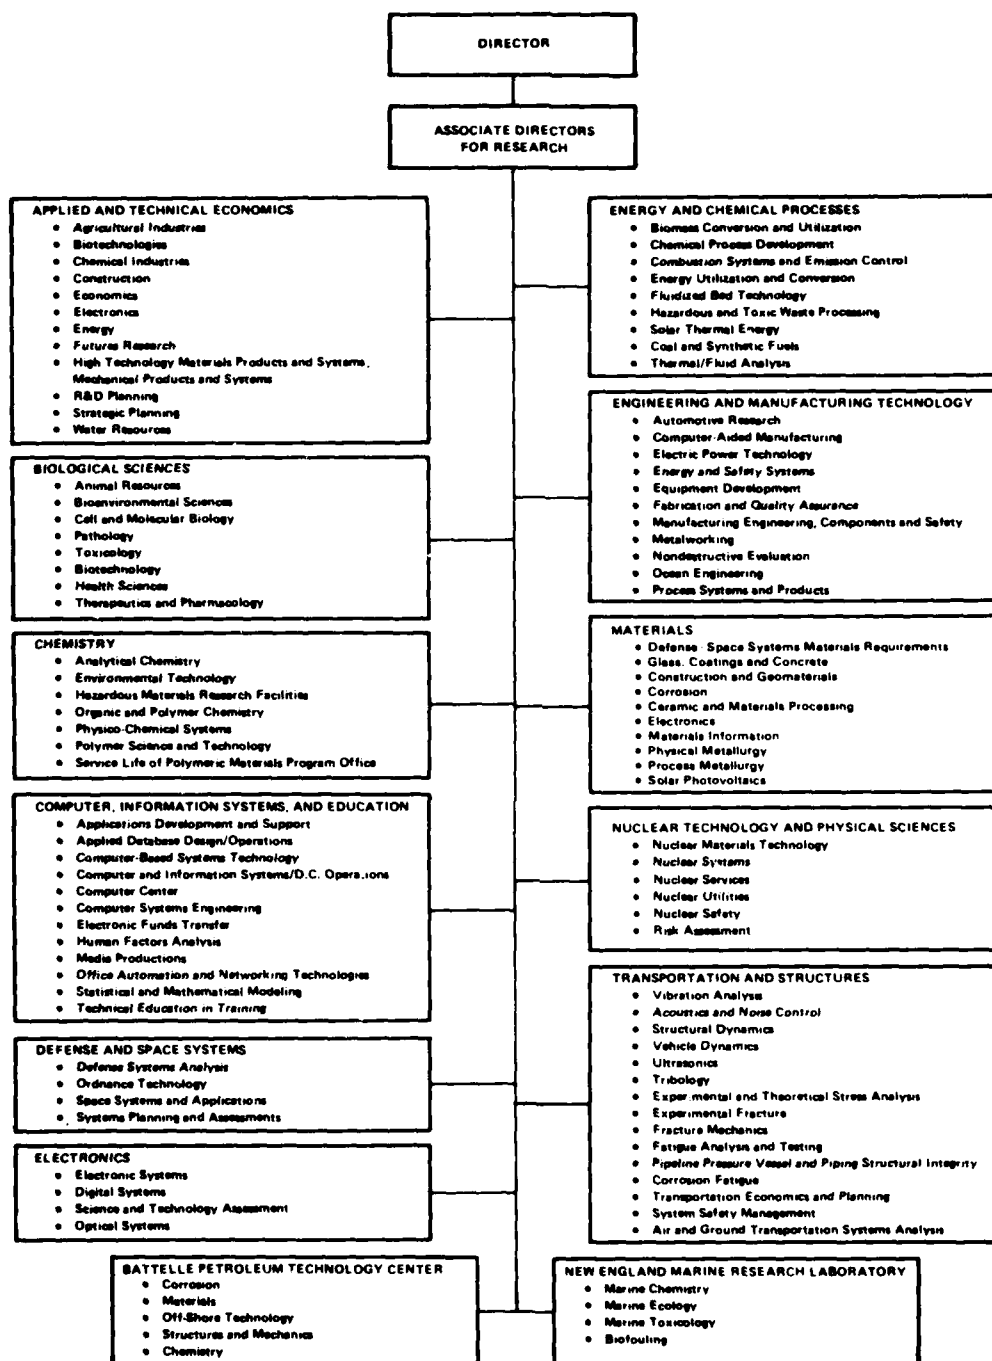 DIRECTOR
ASSOCIATE DIRECTORS
FOR RESEARCH
APPLIED AND TECHNICAL ECONOMICS
• Agricultural Industries
• Biotechnologies
• Chemical Industries
• Construction
• Economics
• Electronics
• Energy
• Futures Research
• High Technology Materials Products and Systems,
Mechanical Products and Systems
• R&D Planning
• Strategic Planning
• Water Resources
BIOLOGICAL SCIENCES
• Animal Resources
• Bioenvironmental Sciences
• Cell and Molecular Biology
• Pathology
• Toxicology
• Biotechnology
• Health Sciences
• Therapeutics and Pharmacology
CHEMISTRY
• Analytical Chemistry
• Environmental Technology
• Hazardous Materials Research Facilities
• Organic and Polymer Chemistry
• Physico-Chemical Systems
• Polymer Science and Technology
• Service Life of Polymeric Materials Program Office
COMPUTER, INFORMATION SYSTEMS, AND EDUCATION
• Applications Development and Support
• Applied Database Design/Operations
• Computer-Based Systems Technology
• Computer and Information Systems/D.C. Operations
• Computer Center
• Computer Systems Engineering
• Electronic Funds Transfer
• Human Factors Analysis
• Media Productions
• Office Automation and Networking Technologies
• Statistical and Mathematical Modeling
• Technical Education in Training
DEFENSE AND SPACE SYSTEMS
• Defense Systems Analysis
• Ordnance Technology
• Space Systems and Applications
• Systems Planning and Assessments
ELECTRONICS
• Electronic Systems
• Digital Systems
• Science and Technology Assessment
• Optical Systems
ENERGY AND CHEMICAL PROCESSES
• Biomass Conversion and Utilization
• Chemical Process Development
• Combustion Systems and Emission Control
• Energy Utilization and Conversion
• Fluidized Bed Technology
• Hazardous and Toxic Waste Processing
• Solar Thermal Energy
• Coal and Synthetic Fuels
• Thermal/Fluid Analysis
ENGINEERING AND MANUFACTURING TECHNOLOGY
• Automotive Research
• Computer-Aided Manufacturing
• Electric Power Technology
• Energy and Safety Systems
• Equipment Development
• Fabrication and Quality Assurance
• Manufacturing Engineering, Components and Safety
• Metalworking
• Nondestructive Evaluation
• Ocean Engineering
• Process Systems and Products
MATERIALS
• Defense - Space Systems Materials Requirements
• Glass, Coatings and Concrete
• Construction and Geomaterials
• Corrosion
• Ceramic and Materials Processing
• Electronics
• Materials Information
• Physical Metallurgy
• Process Metallurgy
• Solar Photovoltaics
NUCLEAR TECHNOLOGY AND PHYSICAL SCIENCES
• Nuclear Materials Technology
• Nuclear Systems
• Nuclear Services
• Nuclear Utilities
• Nuclear Safety
• Risk Assessment
TRANSPORTATION AND STRUCTURES
• Vibration Analysis
• Acoustics and Noise Control
• Structural Dynamics
• Vehicle Dynamics
• Ultrasonics
• Tribology
• Experimental and Theoretical Stress Analysis
• Experimental Fracture
• Fracture Mechanics
• Fatigue Analysis and Testing
• Pipeline Pressure Vessel and Piping Structural Integrity
• Corrosion Fatigue
• Transportation Economics and Planning
• System Safety Management
• Air and Ground Transportation Systems Analysis
BATTELLE PETROLEUM TECHNOLOGY CENTER
• Corrosion
• Materials
• Off-Shore Technology
• Structures and Mechanics
• Chemistry
NEW ENGLAND MARINE RESEARCH LABORATORY
• Marine Chemistry
• Marine Ecology
• Marine Toxicology
• Biofouling